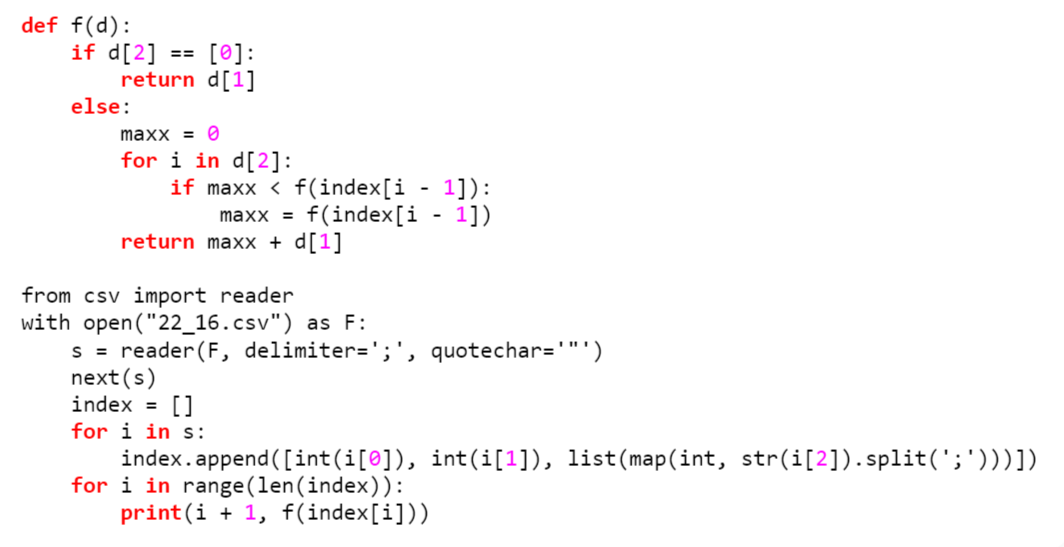 def f(d):
    if d[2] == [0]:
        return d[1]
    else:
        maxx = 0
        for i in d[2]:
            if maxx < f(index[i - 1]):
                maxx = f(index[i - 1])
        return maxx + d[1]

from csv import reader
with open("22_16.csv") as F:
    s = reader(F, delimiter=';', quotechar='"')
    next(s)
    index = []
    for i in s:
        index.append([int(i[0]), int(i[1]), list(map(int, str(i[2]).split(';')))])
    for i in range(len(index)):
        print(i + 1, f(index[i]))